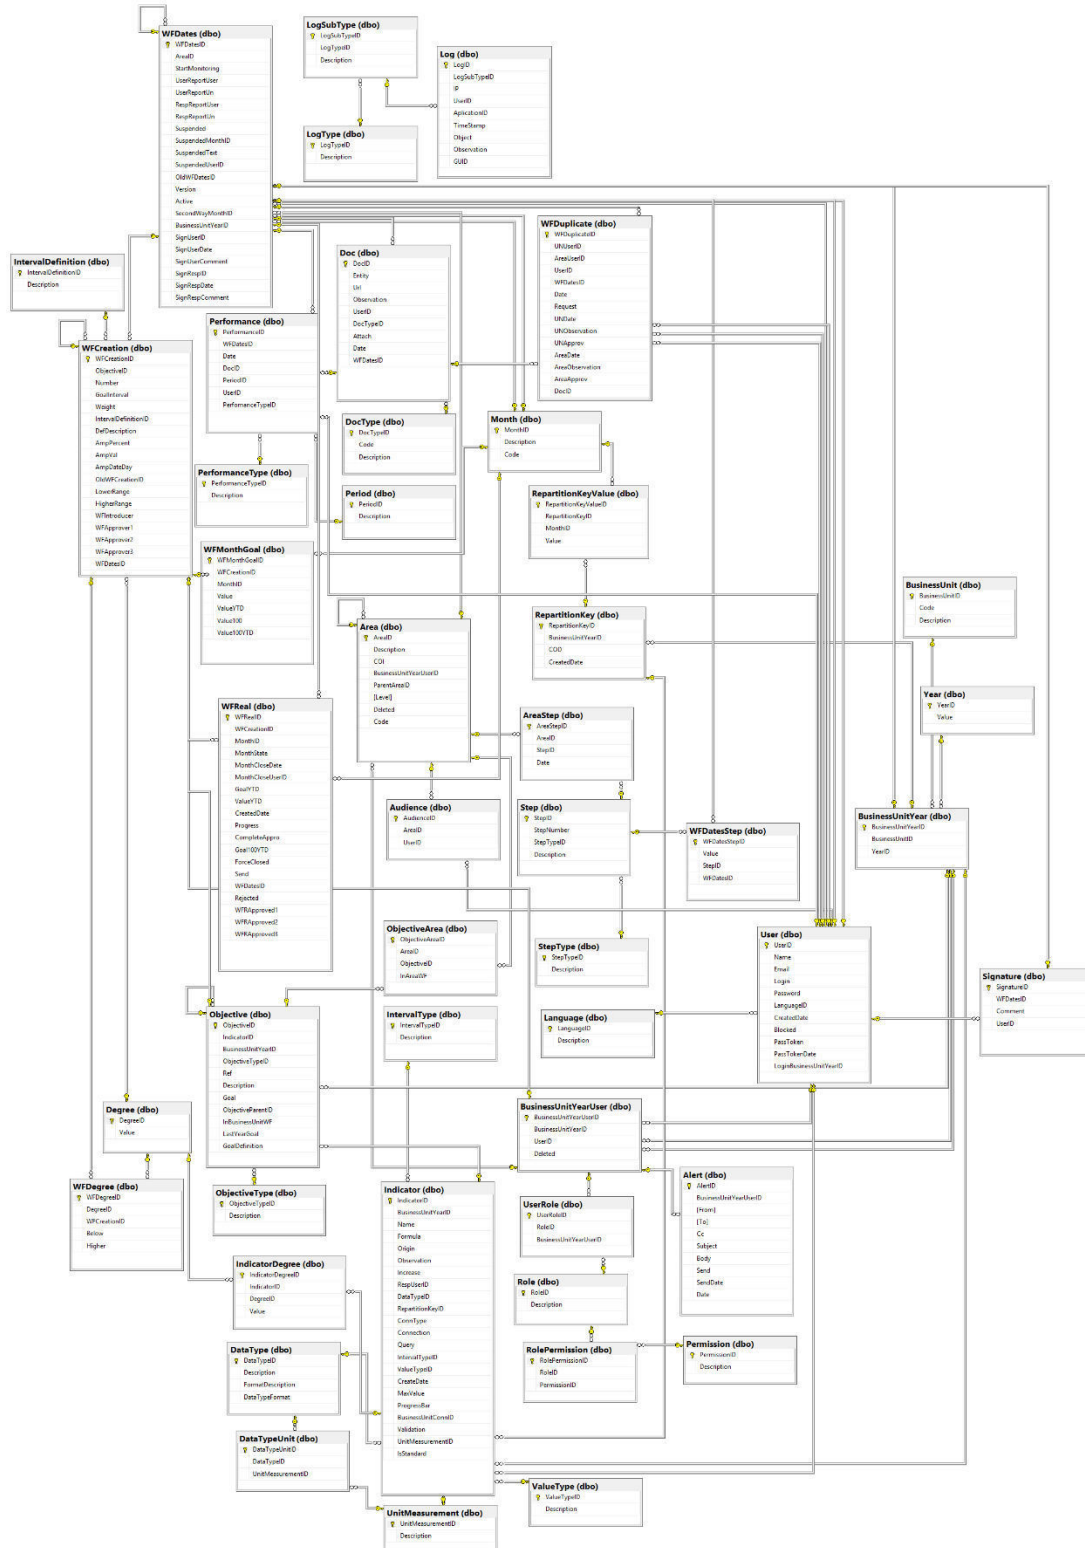 WFDates (dbo)
WFDatesID
AreaID
StartMonitoring
UserReportUser
UserReportUn
RespReportUser
RespReportUn
Suspended
SuspendedMonthID
SuspendedText
SuspendedUserID
OldWFDatesID
Version
Active
SecondWayMonthID
BusinessUnitYearID
SignUserID
SignUserDate
SignUserComment
SignRespID
SignRespDate
SignRespComment
LogSubType (dbo)
LogSubTypeID
LogTypeID
Description
Log (dbo)
LogID
LogSubTypeID
IP
UserID
AplicationID
TimeStamp
Object
Observation
GUID
LogType (dbo)
LogTypeID
Description
IntervalDefinition (dbo)
IntervalDefinitionID
Description
Doc (dbo)
DocID
Entity
Url
Observation
UserID
DocTypeID
Attach
Date
WFDatesID
WFDuplicate (dbo)
WFDuplicateID
UNUserID
AreaUserID
UserID
WFDatesID
Date
Request
UNDate
UNObservation
UNApprov
AreaDate
AreaObservation
AreaApprov
DocID
Performance (dbo)
PerformanceID
WFDatesID
Date
DocID
PeriodID
UserID
PerfomanceTypeID
WFCreation (dbo)
WFCreationID
ObjectiveID
Number
GoalInterval
Weight
IntervalDefinitionID
DefDescription
AmpPercent
AmpVal
AmpDateDay
OldWFCreationID
LowerRange
HigherRange
WFIntroducer
WFApprover1
WFApprover2
WFApprover3
WFDatesID
DocType (dbo)
DocTypeID
Code
Description
Month (dbo)
MonthID
Description
Code
PerformanceType (dbo)
PerformanceTypeID
Description
Period (dbo)
PeriodID
Description
RepartitionKeyValue (dbo)
RepartitionKeyValueID
RepartitionKeyID
MonthID
Value
WFMonthGoal (dbo)
WFMonthGoalID
WFCreationID
MonthID
Value
ValueYTD
Value100
Value100YTD
BusinessUnit (dbo)
BusinessUnitID
Code
Description
RepartitionKey (dbo)
RepartitionKeyID
BusinessUnitYearID
COD
CreatedDate
Area (dbo)
AreaID
Description
COI
BusinessUnitYearUserID
ParentAreaID
[Level]
Deleted
Code
Year (dbo)
YearID
Value
WFReal (dbo)
WFRealID
WFCreationID
MonthID
MonthState
MonthCloseDate
MonthCloseUserID
GoalYTD
ValueYTD
CreatedDate
Progress
CompleteAppro
Goal100YTD
ForceClosed
Send
WFDatesID
Rejected
WFRApproved1
WFRApproved2
WFRApproved3
AreaStep (dbo)
AreaStepID
AreaID
StepID
Date
Audience (dbo)
AudienceID
AreaID
UserID
Step (dbo)
StepID
StepNumber
StepTypeID
Description
WFDatesStep (dbo)
WFDatesStepID
Value
StepID
WFDatesID
BusinessUnitYear (dbo)
BusinessUnitYearID
BusinessUnitID
YearID
ObjectiveArea (dbo)
ObjectiveAreaID
AreaID
ObjectiveID
InAreaWF
StepType (dbo)
StepTypeID
Description
User (dbo)
UserID
Name
Email
Login
Password
LanguageID
CreatedDate
Blocked
PassToken
PassTokenDate
LoginBusinessUnitYearID
Signature (dbo)
SignatureID
WFDatesID
Comment
UserID
Objective (dbo)
ObjectiveID
IndicatorID
BusinessUnitYearID
ObjectiveTypeID
Ref
Description
Goal
ObjectiveParentID
InBusinessUnitWF
LastYearGoal
GoalDefinition
IntervalType (dbo)
IntervalTypeID
Description
Language (dbo)
LanguageID
Description
Degree (dbo)
DegreeID
Value
BusinessUnitYearUser (dbo)
BusinessUnitYearUserID
BusinessUnitYearID
UserID
Deleted
WFDegree (dbo)
WFDegreeID
DegreeID
WFCreationID
Below
Higher
ObjectiveType (dbo)
ObjectiveTypeID
Description
Indicator (dbo)
IndicatorID
BusinessUnitYearID
Name
Formula
Origin
Observation
Increase
RespUserID
DataTypeID
RepartitionKeyID
ConnType
Connection
Query
IntervalTypeID
ValueTypeID
CreateDate
MaxValue
ProgressBar
BusinessUnitConnID
Validation
UnitMeasurementID
IsStandard
UserRole (dbo)
UserRoleID
RoleID
BusinessUnitYearUserID
Alert (dbo)
AlertID
BusinessUnitYearUserID
[From]
[To]
Cc
Subject
Body
Send
SendDate
Date
IndicatorDegree (dbo)
IndicatorDegreeID
IndicatorID
DegreeID
Value
Role (dbo)
RoleID
Description
DataType (dbo)
DataTypeID
Description
FormatDescription
DataTypeFormat
RolePermission (dbo)
RolePermissionID
RoleID
PermissionID
Permission (dbo)
PermissionID
Description
DataTypeUnit (dbo)
DataTypeUnitID
DataTypeID
UnitMeasurementID
ValueType (dbo)
ValueTypeID
Description
UnitMeasurement (dbo)
UnitMeasurementID
Description